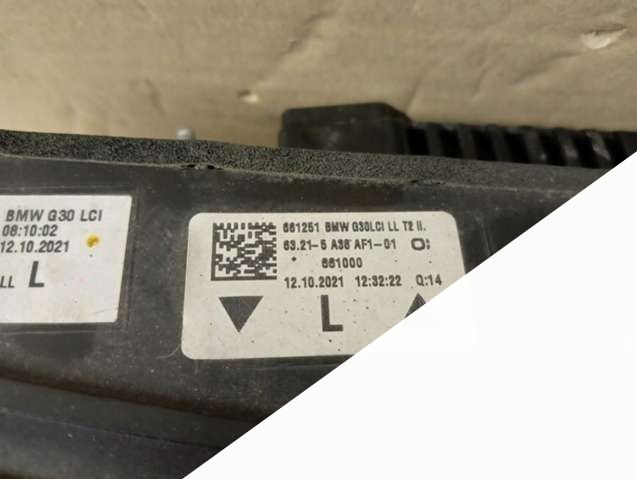 BMW G30 LCI
08:10:02
12.10.2021
LL L
661251 BMW G30LCI LL T2 II.
63.21-5 A36 AF1-01 O:
661000
12.10.2021 12:32:22 Q:14
L